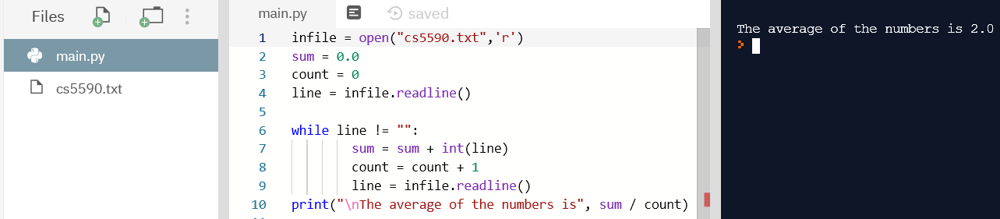 Files
main.py
cs5590.txt
main.py saved
1 infile = open("cs5590.txt",'r')
2 sum = 0.0
3 count = 0
4 line = infile.readline()
5
6 while line != "":
7 sum = sum + int(line)
8 count = count + 1
9 line = infile.readline()
10 print("\nThe average of the numbers is", sum / count)
The average of the numbers is 2.0
>